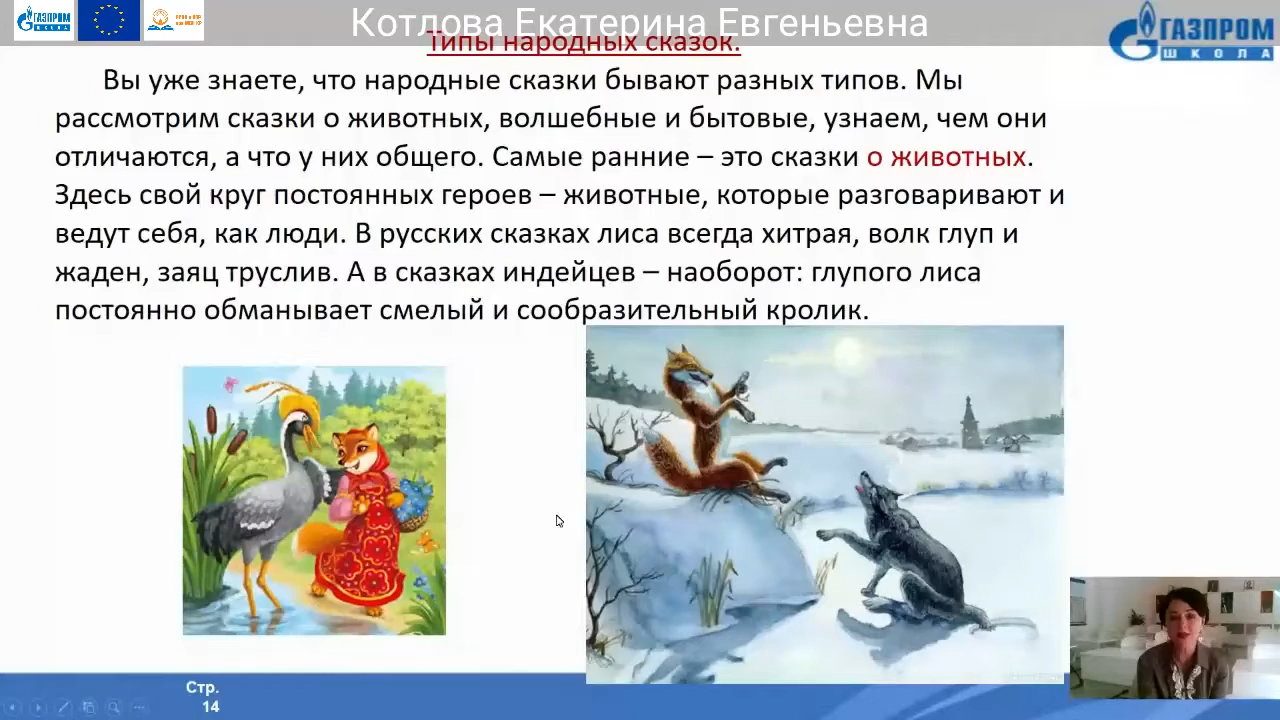 ГАЗПРОМ
ШКОЛА
Котлова Екатерина Евгеньевна
ГАЗПРОМ
ШКОЛА
Типы народных сказок.
Вы уже знаете, что народные сказки бывают разных типов. Мы
рассмотрим сказки о животных, волшебные и бытовые, узнаем, чем они
отличаются, а что у них общего. Самые ранние – это сказки о животных.
Здесь свой круг постоянных героев – животные, которые разговаривают и
ведут себя, как люди. В русских сказках лиса всегда хитрая, волк глуп и
жаден, заяц труслив. А в сказках индейцев – наоборот: глупого лиса
постоянно обманывает смелый и сообразительный кролик.
Стр.
14